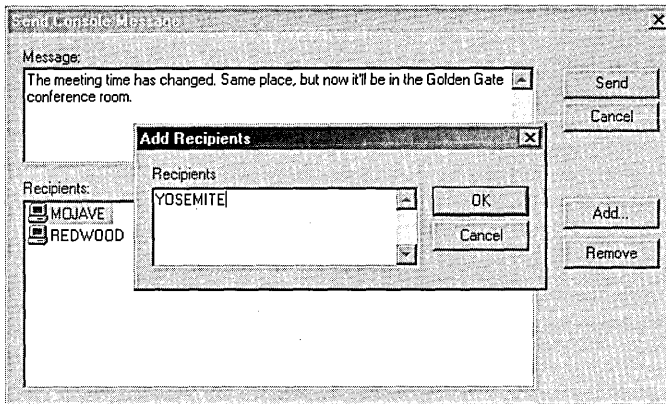 Send Console Message
Message:
The meeting time has changed. Same place, but now it'll be in the Golden Gate
conference room.
Send
Cancel
Add Recipients
Recipients
YOSEMITE
OK
Cancel
Recipients:
MOJAVE
REDWOOD
Add...
Remove